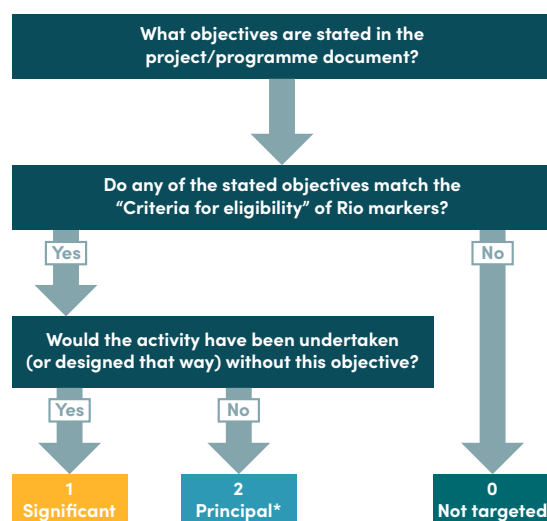 What objectives are stated in the
project/programme document?
Do any of the stated objectives match the
“Criteria for eligibility” of Rio markers?
Yes
No
Would the activity have been undertaken
(or designed that way) without this objective?
Yes
No
1
Significant
2
Principal*
0
Not targeted